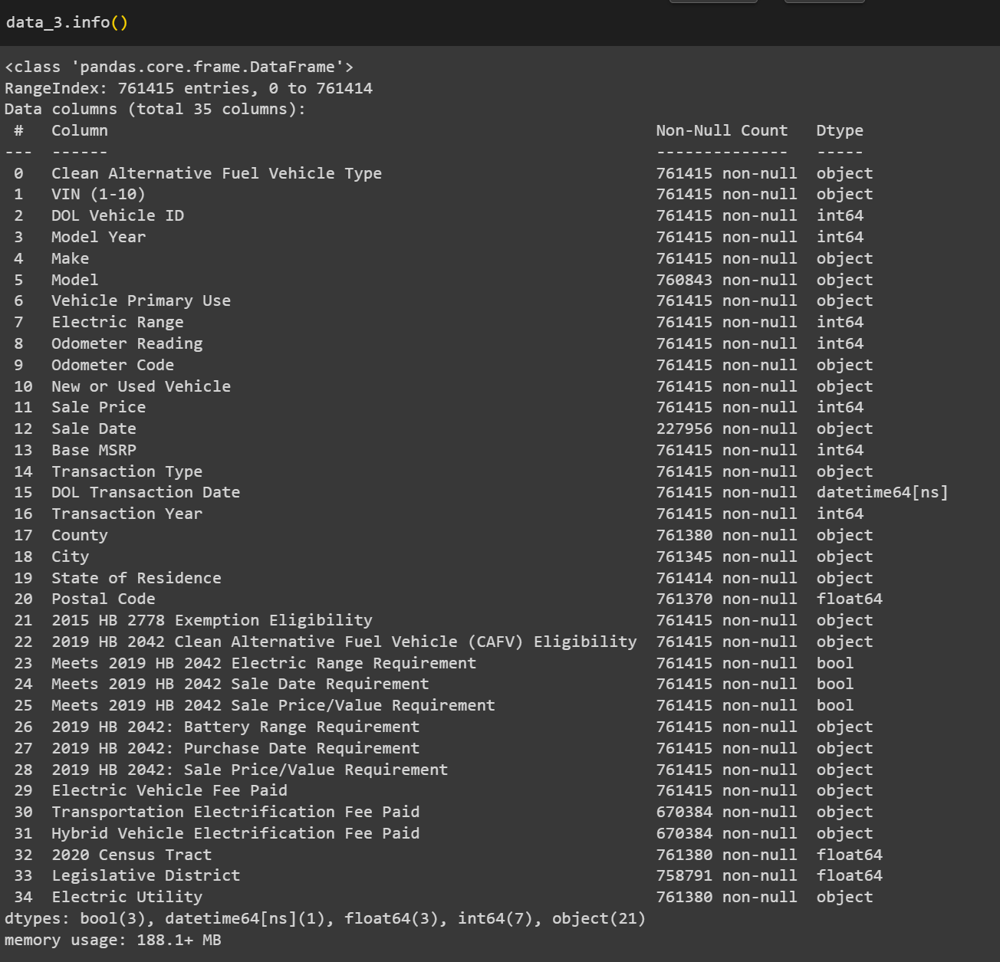 data_3.info()
<class 'pandas.core.frame.DataFrame'>
RangeIndex: 761415 entries, 0 to 761414
Data columns (total 35 columns):
 #   Column                                                          Non-Null Count   Dtype
---  ------                                                          --------------   -----
 0   Clean Alternative Fuel Vehicle Type                             761415 non-null  object
 1   VIN (1-10)                                                      761415 non-null  object
 2   DOL Vehicle ID                                                  761415 non-null  int64
 3   Model Year                                                      761415 non-null  int64
 4   Make                                                            761415 non-null  object
 5   Model                                                           760843 non-null  object
 6   Vehicle Primary Use                                             761415 non-null  object
 7   Electric Range                                                  761415 non-null  int64
 8   Odometer Reading                                                761415 non-null  int64
 9   Odometer Code                                                   761415 non-null  object
 10  New or Used Vehicle                                             761415 non-null  object
 11  Sale Price                                                      761415 non-null  int64
 12  Sale Date                                                       227956 non-null  object
 13  Base MSRP                                                       761415 non-null  int64
 14  Transaction Type                                                761415 non-null  object
 15  DOL Transaction Date                                            761415 non-null  datetime64[ns]
 16  Transaction Year                                                761415 non-null  int64
 17  County                                                          761380 non-null  object
 18  City                                                            761345 non-null  object
 19  State of Residence                                              761414 non-null  object
 20  Postal Code                                                     761370 non-null  float64
 21  2015 HB 2778 Exemption Eligibility                              761415 non-null  object
 22  2019 HB 2042 Clean Alternative Fuel Vehicle (CAFV) Eligibility  761415 non-null  object
 23  Meets 2019 HB 2042 Electric Range Requirement                   761415 non-null  bool
 24  Meets 2019 HB 2042 Sale Date Requirement                        761415 non-null  bool
 25  Meets 2019 HB 2042 Sale Price/Value Requirement                 761415 non-null  bool
 26  2019 HB 2042: Battery Range Requirement                         761415 non-null  object
 27  2019 HB 2042: Purchase Date Requirement                         761415 non-null  object
 28  2019 HB 2042: Sale Price/Value Requirement                      761415 non-null  object
 29  Electric Vehicle Fee Paid                                       761415 non-null  object
 30  Transportation Electrification Fee Paid                         670384 non-null  object
 31  Hybrid Vehicle Electrification Fee Paid                         670384 non-null  object
 32  2020 Census Tract                                               761380 non-null  float64
 33  Legislative District                                            758791 non-null  float64
 34  Electric Utility                                                761380 non-null  object
dtypes: bool(3), datetime64[ns](1), float64(3), int64(7), object(21)
memory usage: 188.1+ MB